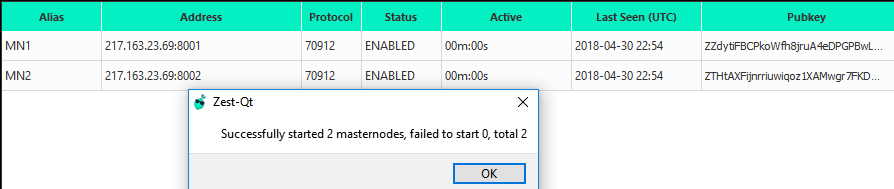 Alias Address Protocol Status Active Last Seen (UTC) Pubkey
MN1 217.163.23.69:8001 70912 ENABLED 00m:00s 2018-04-30 22:54 ZZdytiFBCPkoWfh8jruA4eDPGPBwL...
MN2 217.163.23.69:8002 70912 ENABLED 00m:00s 2018-04-30 22:54 ZTHtAXFijnrriuwiqoz1XAMwgr7FKD...
Zest-Qt
Successfully started 2 masternodes, failed to start 0, total 2
OK